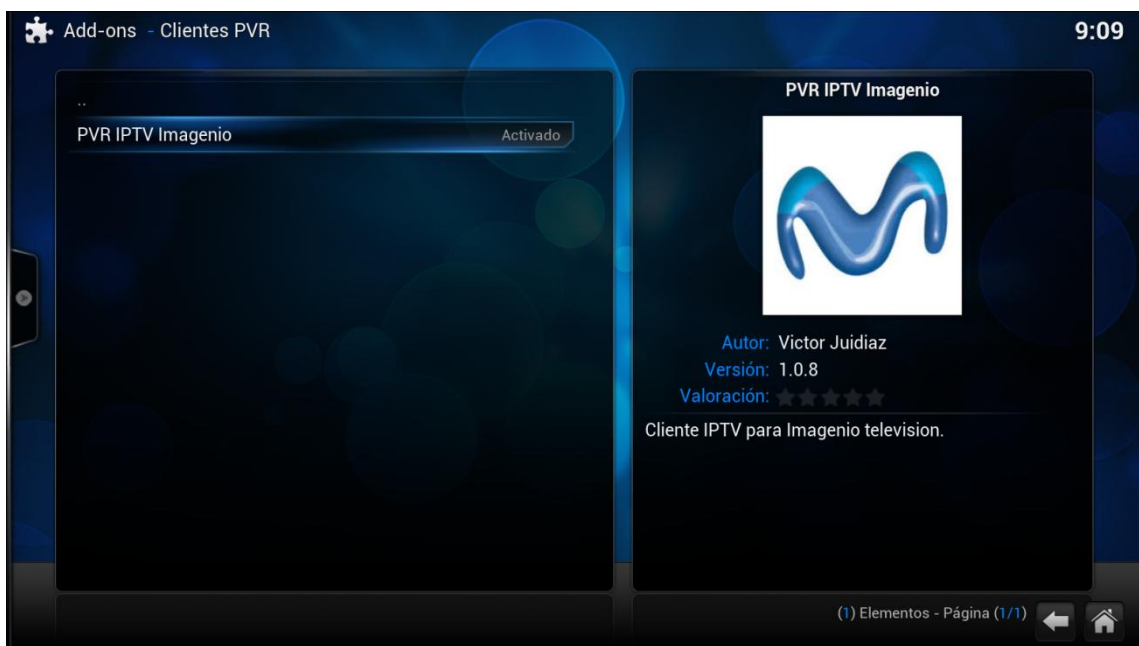 Add-ons - Clientes PVR
9:09
..
PVR IPTV Imagenio Activado
PVR IPTV Imagenio
Autor: Victor Juidiaz
Versión: 1.0.8
Valoración:
Cliente IPTV para Imagenio television.
(1) Elementos - Página (1/1)